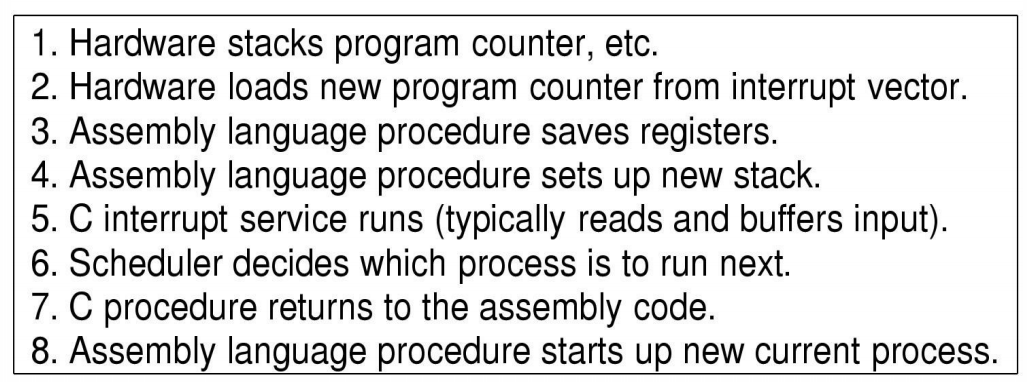 1. Hardware stacks program counter, etc.
2. Hardware loads new program counter from interrupt vector.
3. Assembly language procedure saves registers.
4. Assembly language procedure sets up new stack.
5. C interrupt service runs (typically reads and buffers input).
6. Scheduler decides which process is to run next.
7. C procedure returns to the assembly code.
8. Assembly language procedure starts up new current process.